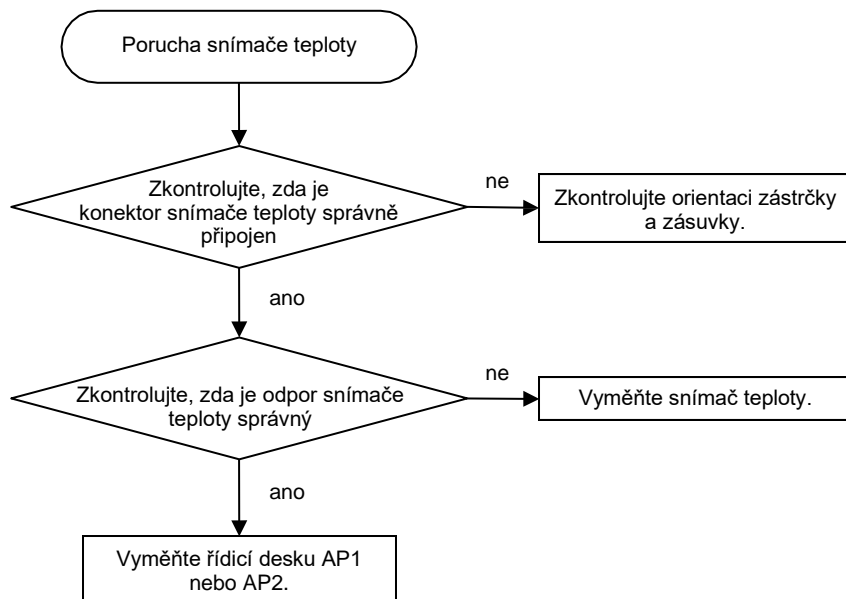 Porucha snímače teploty
Zkontrolujte, zda je
konektor snímače teploty správně
připojen
ne
Zkontrolujte orientaci zástrčky
a zásuvky.
ano
Zkontrolujte, zda je odpor snímače
teploty správný
ne
Vyměňte snímač teploty.
ano
Vyměňte řídicí desku AP1
nebo AP2.